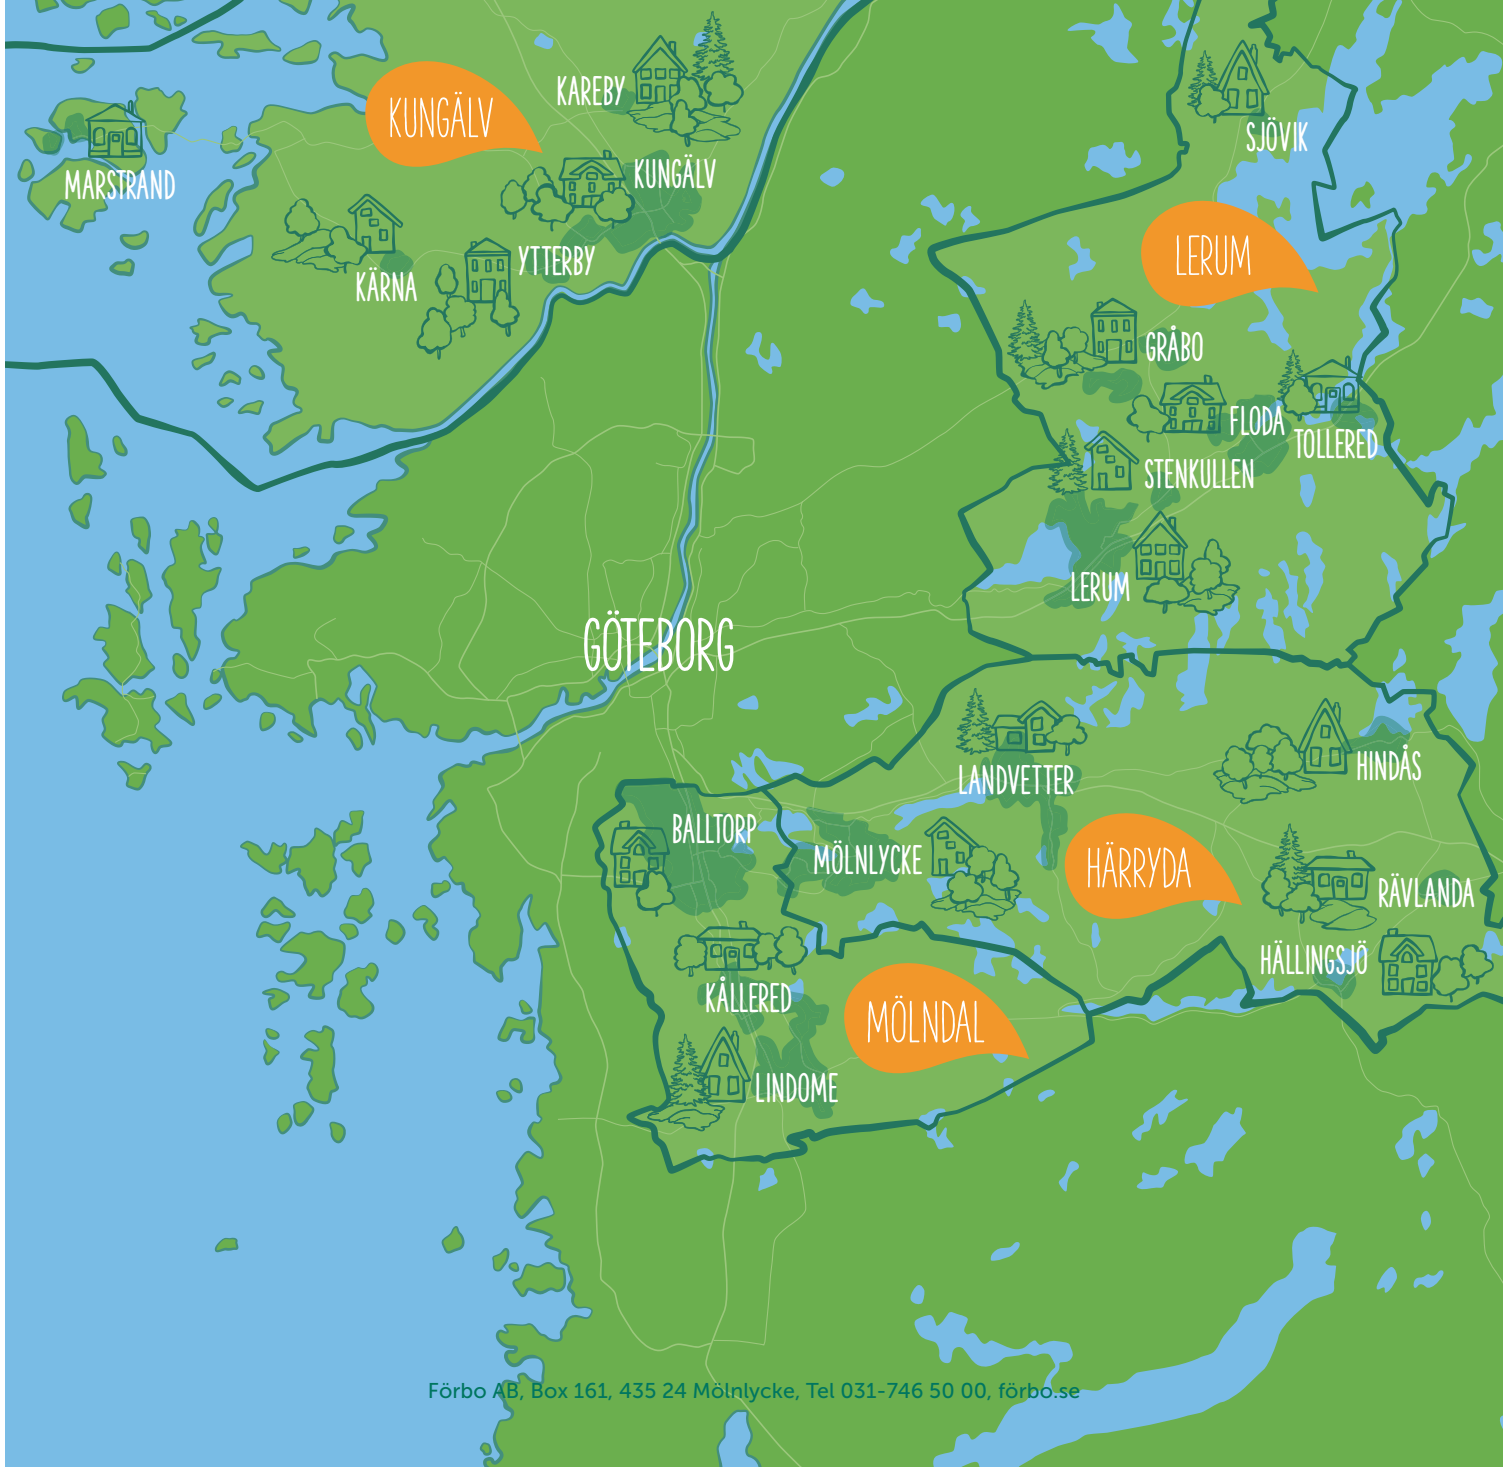 KAREBY
KUNGÄLV
SJÖVIK
MARSTRAND
KUNGÄLV
LERUM
YTTERBY
KÄRNA
GRÅBO
FLODA
TOLLERED
STENKULLEN
LERUM
GÖTEBORG
HINDÅS
LANDVETTER
BALLTORP
MÖLNLYCKE
HÄRRYDA
RÄVLANDA
HÄLLINGSJÖ
KÅLLERED
MÖLNDAL
LINDOME
Förbo AB, Box 161, 435 24 Mölnlycke, Tel 031-746 50 00, förbo.se